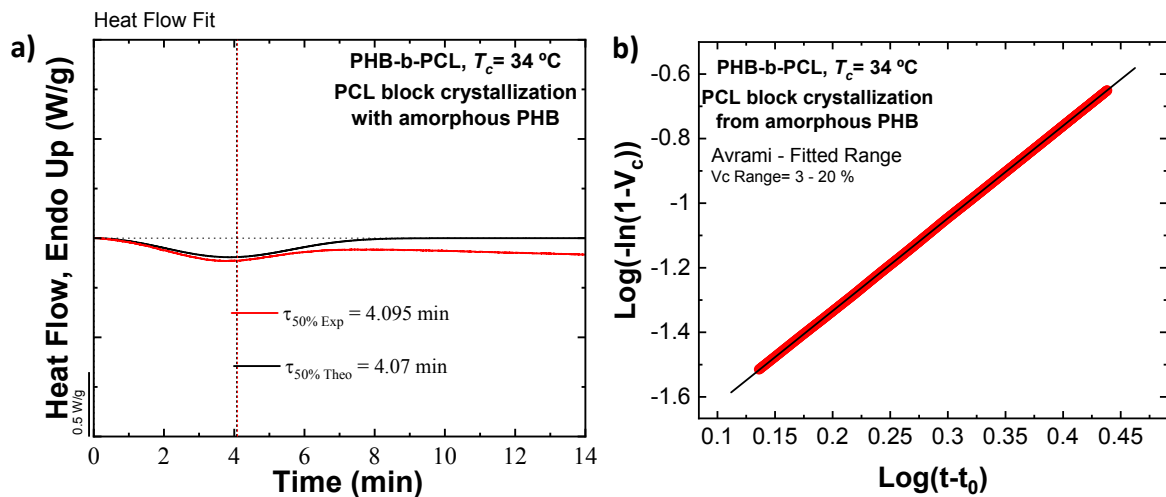 Heat Flow Fit
a)
PHB-b-PCL, T_c= 34 ºC
PCL block crystallization
with amorphous PHB
Heat Flow, Endo Up (W/g)
0.5 W/g
τ50% Exp = 4.095 min
τ50% Theo = 4.07 min
0 2 4 6 8 10 12 14
Time (min)
b)
PHB-b-PCL, T_c= 34 ºC
PCL block crystallization
from amorphous PHB
Avrami - Fitted Range
Vc Range= 3 - 20 %
Log(-ln(1-V_c))
-0.6
-0.8
-1
-1.2
-1.4
-1.6
0.1 0.15 0.2 0.25 0.3 0.35 0.4 0.45
Log(t-t_0)